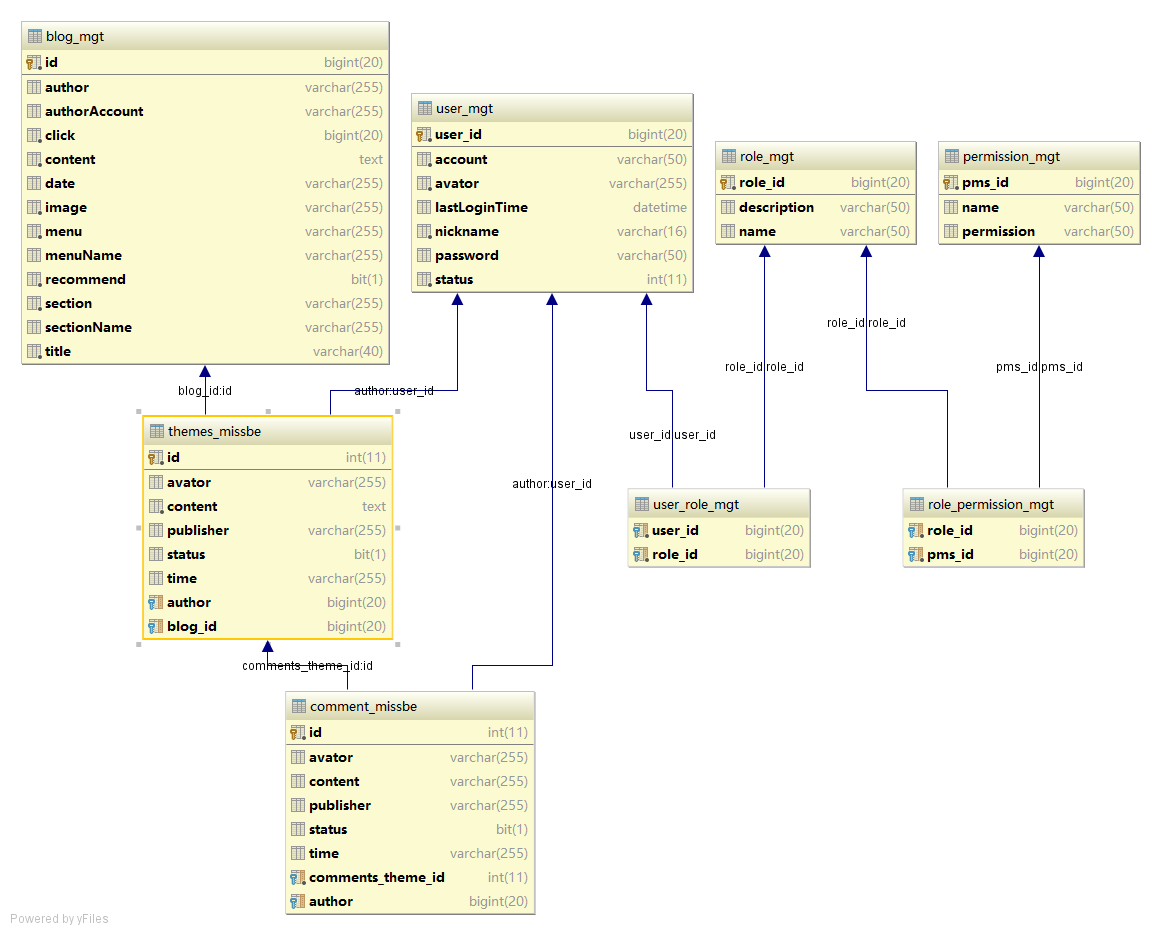 blog_mgt
id bigint(20)
author varchar(255)
authorAccount varchar(255)
click bigint(20)
content text
date varchar(255)
image varchar(255)
menu varchar(255)
menuName varchar(255)
recommend bit(1)
section varchar(255)
sectionName varchar(255)
title varchar(40)
user_mgt
user_id bigint(20)
account varchar(50)
avator varchar(255)
lastLoginTime datetime
nickname varchar(16)
password varchar(50)
status int(11)
role_mgt
role_id bigint(20)
description varchar(50)
name varchar(50)
permission_mgt
pms_id bigint(20)
name varchar(50)
permission varchar(50)
blog_id:id
author:user_id
author:user_id
user_id:user_id
role_id:role_id
role_id:role_id
pms_id:pms_id
themes_missbe
id int(11)
avator varchar(255)
content text
publisher varchar(255)
status bit(1)
time varchar(255)
author bigint(20)
blog_id bigint(20)
user_role_mgt
user_id bigint(20)
role_id bigint(20)
role_permission_mgt
role_id bigint(20)
pms_id bigint(20)
comments_theme_id:id
comment_missbe
id int(11)
avator varchar(255)
content varchar(255)
publisher varchar(255)
status bit(1)
time varchar(255)
comments_theme_id int(11)
author bigint(20)
Powered by yFiles